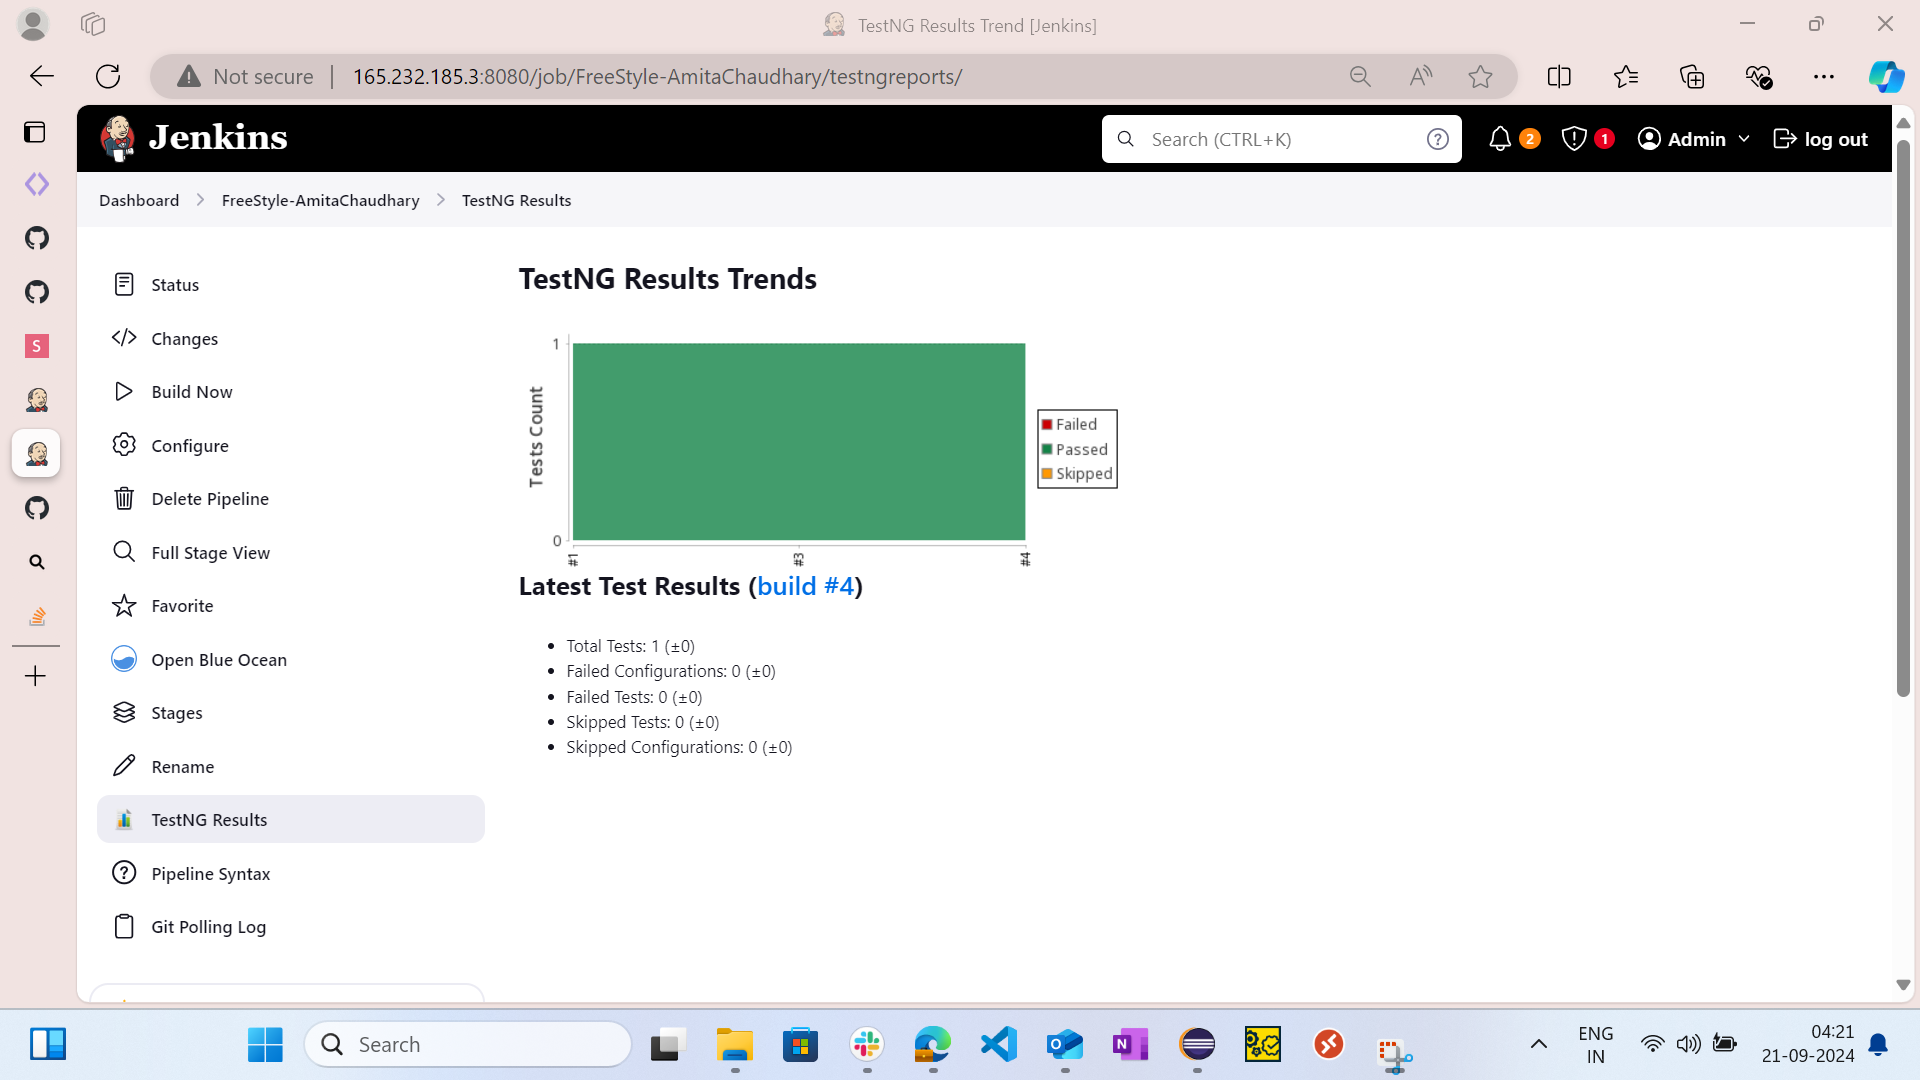 TestNG Results Trend [Jenkins]
Not secure
165.232.185.3:8080/job/FreeStyle-AmitaChaudhary/testngreports/
Jenkins
Search (CTRL+K)
2
1
Admin
log out
Dashboard
FreeStyle-AmitaChaudhary
TestNG Results
S
Status
Changes
Build Now
Configure
Delete Pipeline
Full Stage View
Favorite
Open Blue Ocean
Stages
Rename
TestNG Results
Pipeline Syntax
Git Polling Log
TestNG Results Trends
Tests Count
1
0
#1
#3
#4
Failed
Passed
Skipped
Latest Test Results (build #4)
Total Tests: 1 (±0)
Failed Configurations: 0 (±0)
Failed Tests: 0 (±0)
Skipped Tests: 0 (±0)
Skipped Configurations: 0 (±0)
Search
N
ENG
IN
04:21
21-09-2024